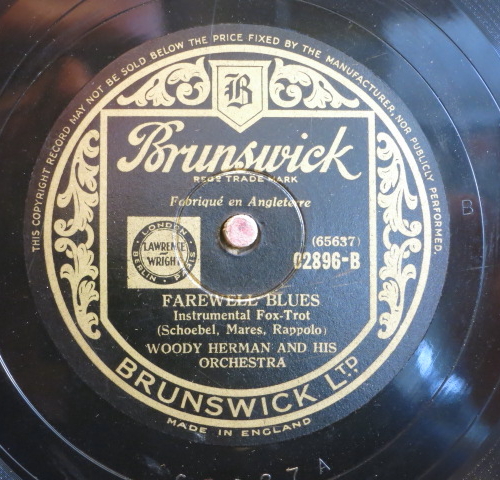 THIS COPYRIGHT RECORD MAY NOT BE SOLD BELOW THE PRICE FIXED BY THE MANUFACTURER, NOR PUBLICLY PERFORMED.
B
Brunswick
REGD TRADE MARK
Fabriqué en Angleterre
LONDON
LAWRENCE
WRIGHT
BERLIN PARIS
(65637)
02896-B
FAREWELL BLUES
Instrumental Fox-Trot
(Schoebel, Mares, Rappolo)
WOODY HERMAN AND HIS
ORCHESTRA
BRUNSWICK LTD
MADE IN ENGLAND
B